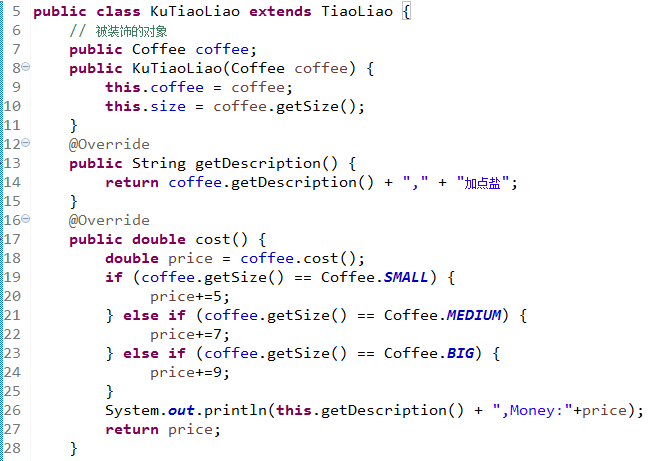 5 public class KuTiaoLiao extends TiaoLiao {
6 // 被装饰的对象
7 public Coffee coffee;
8 public KuTiaoLiao(Coffee coffee) {
9 this.coffee = coffee;
10 this.size = coffee.getSize();
11 }
12 @Override
13 public String getDescription() {
14 return coffee.getDescription() + "," + "加点盐";
15 }
16 @Override
17 public double cost() {
18 double price = coffee.cost();
19 if (coffee.getSize() == Coffee.SMALL) {
20 price+=5;
21 } else if (coffee.getSize() == Coffee.MEDIUM) {
22 price+=7;
23 } else if (coffee.getSize() == Coffee.BIG) {
24 price+=9;
25 }
26 System.out.println(this.getDescription() + ",Money:"+price);
27 return price;
28 }